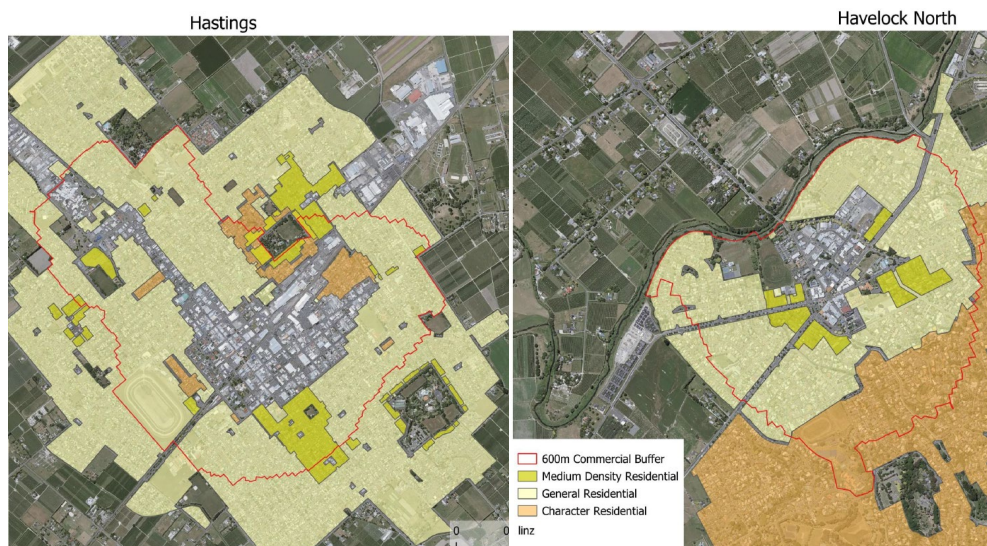 Hastings
Havelock North
600m Commercial Buffer
Medium Density Residential
General Residential
Character Residential
0 0 linz